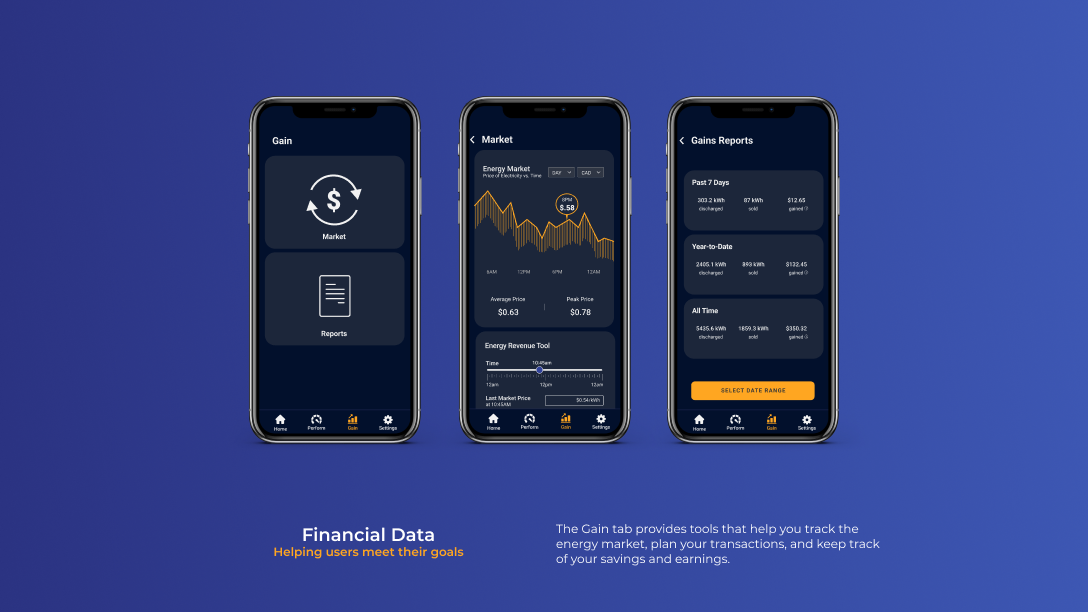 Gain
Market
Reports
Home Perform Gain Settings
Market
Energy Market
Price of Electricity vs. Time
DAY CAD
8PM
$.58
6AM 12PM 6PM 12AM
Average Price Peak Price
$0.63 $0.78
Energy Revenue Tool
Time 10:45am
12am 12pm 12am
Last Market Price
at 10:45AM
$0.54/kWh
Home Perform Gain Settings
Gains Reports
Past 7 Days
303.2 kWh 87 kWh $12.65
discharged sold gained
Year-to-Date
2405.1 kWh 893 kWh $132.45
discharged sold gained
All Time
5435.6 kWh 1859.3 kWh $350.32
discharged sold gained
SELECT DATE RANGE
Home Perform Gain Settings
Financial Data
Helping users meet their goals
The Gain tab provides tools that help you track the
energy market, plan your transactions, and keep track
of your savings and earnings.